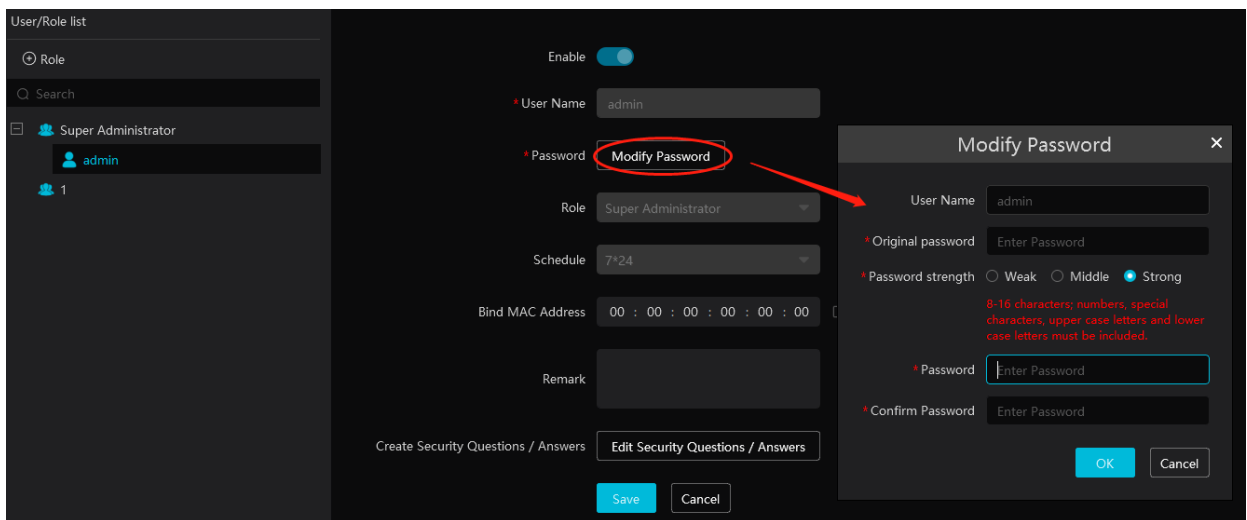 User/Role list
Role
Search
Super Administrator
admin
1
Enable
* User Name admin
* Password Modify Password
Role Super Administrator
Schedule 7*24
Bind MAC Address 00 : 00 : 00 : 00 : 00 : 00
Remark
Create Security Questions / Answers Edit Security Questions / Answers
Save Cancel
Modify Password
User Name admin
* Original password Enter Password
* Password strength Weak Middle Strong
8-16 characters; numbers, special
characters, upper case letters and lower
case letters must be included.
* Password Enter Password
* Confirm Password Enter Password
OK Cancel